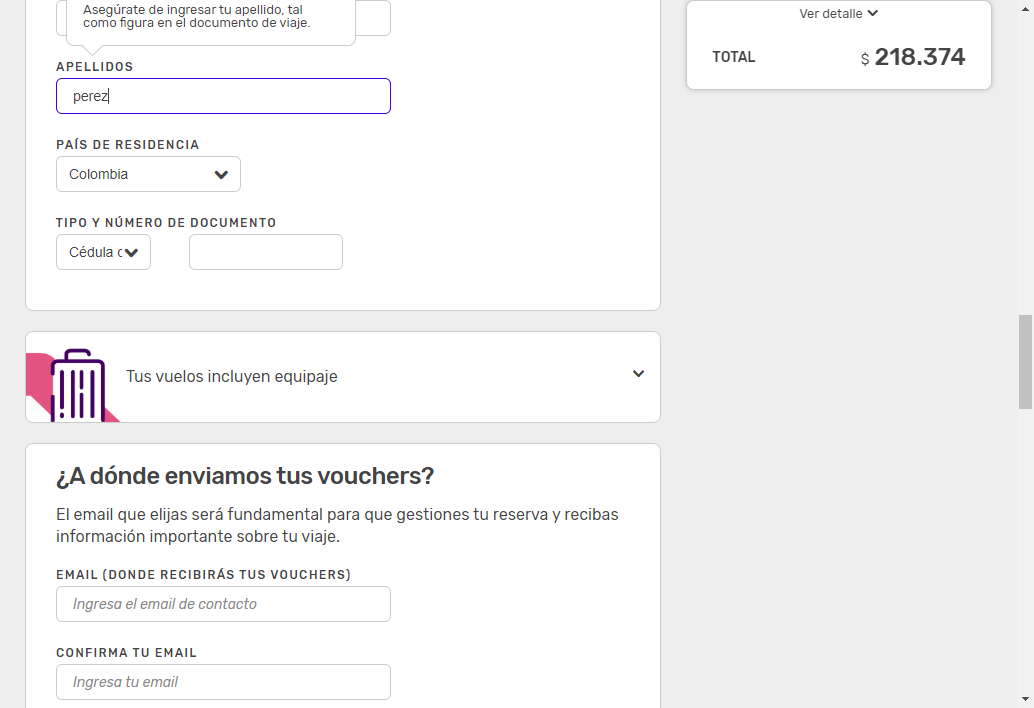 Asegúrate de ingresar tu apellido, tal
como figura en el documento de viaje.
APELLIDOS
perez
PAÍS DE RESIDENCIA
Colombia
TIPO Y NÚMERO DE DOCUMENTO
Cédula c
Tus vuelos incluyen equipaje
¿A dónde enviamos tus vouchers?
El email que elijas será fundamental para que gestiones tu reserva y recibas
información importante sobre tu viaje.
EMAIL (DONDE RECIBIRÁS TUS VOUCHERS)
Ingresa el email de contacto
CONFIRMA TU EMAIL
Ingresa tu email
Ver detalle
TOTAL $ 218.374